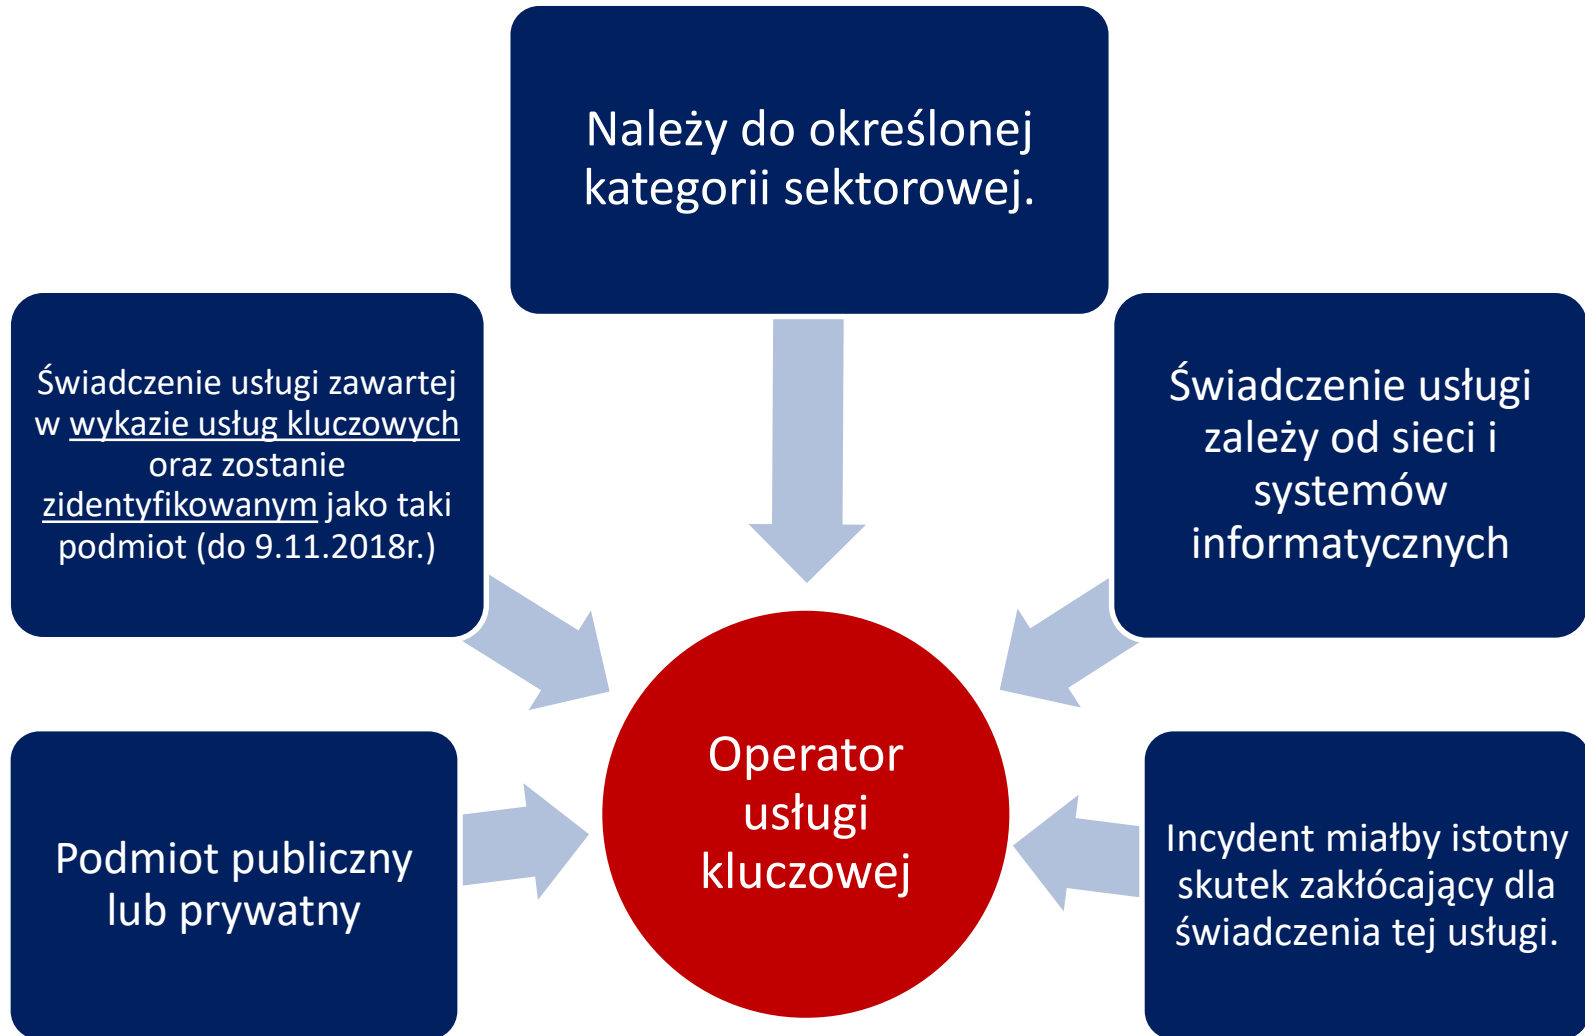 Należy do określonej
kategorii sektorowej.
Świadczenie usługi zawartej
w wykazie usług kluczowych
oraz zostanie
zidentyfikowanym jako taki
podmiot (do 9.11.2018r.)
Świadczenie usługi
zależy od sieci i
systemów
informatycznych
Podmiot publiczny
lub prywatny
Operator
usługi
kluczowej
Incydent miałby istotny
skutek zakłócający dla
świadczenia tej usługi.